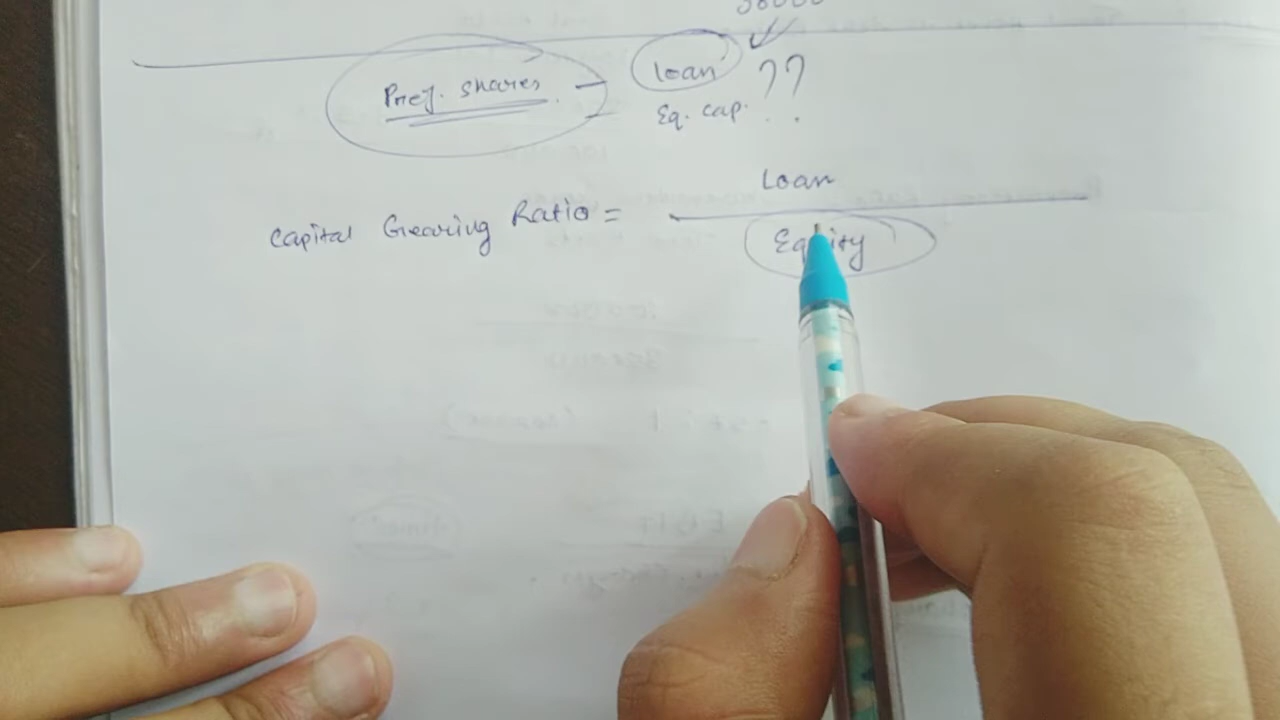 Pref. shares - loan ??
Eq. cap.
Loan
Capital Gearing Ratio =
Equity